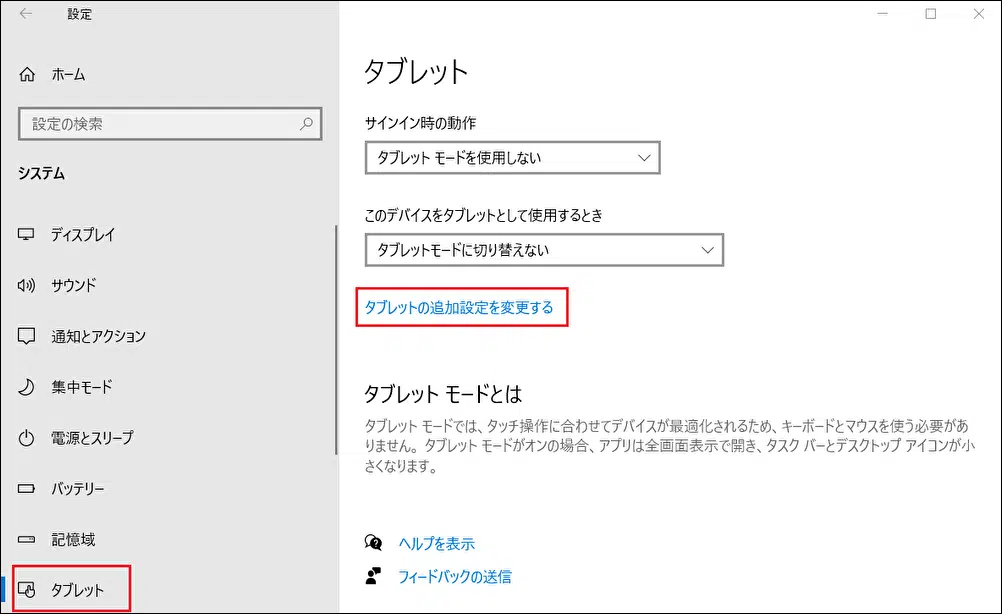 設定
ホーム
設定の検索
システム
ディスプレイ
サウンド
通知とアクション
集中モード
電源とスリープ
バッテリー
記憶域
タブレット
タブレット
サインイン時の動作
タブレット モードを使用しない
このデバイスをタブレットとして使用するとき
タブレットモードに切り替えない
タブレットの追加設定を変更する
タブレット モードとは
タブレット モードでは、タッチ操作に合わせてデバイスが最適化されるため、キーボードとマウスを使う必要があ
りません。タブレット モードがオンの場合、アプリは全画面表示で開き、タスク バーとデスクトップ アイコンが小
さくなります。
ヘルプを表示
フィードバックの送信